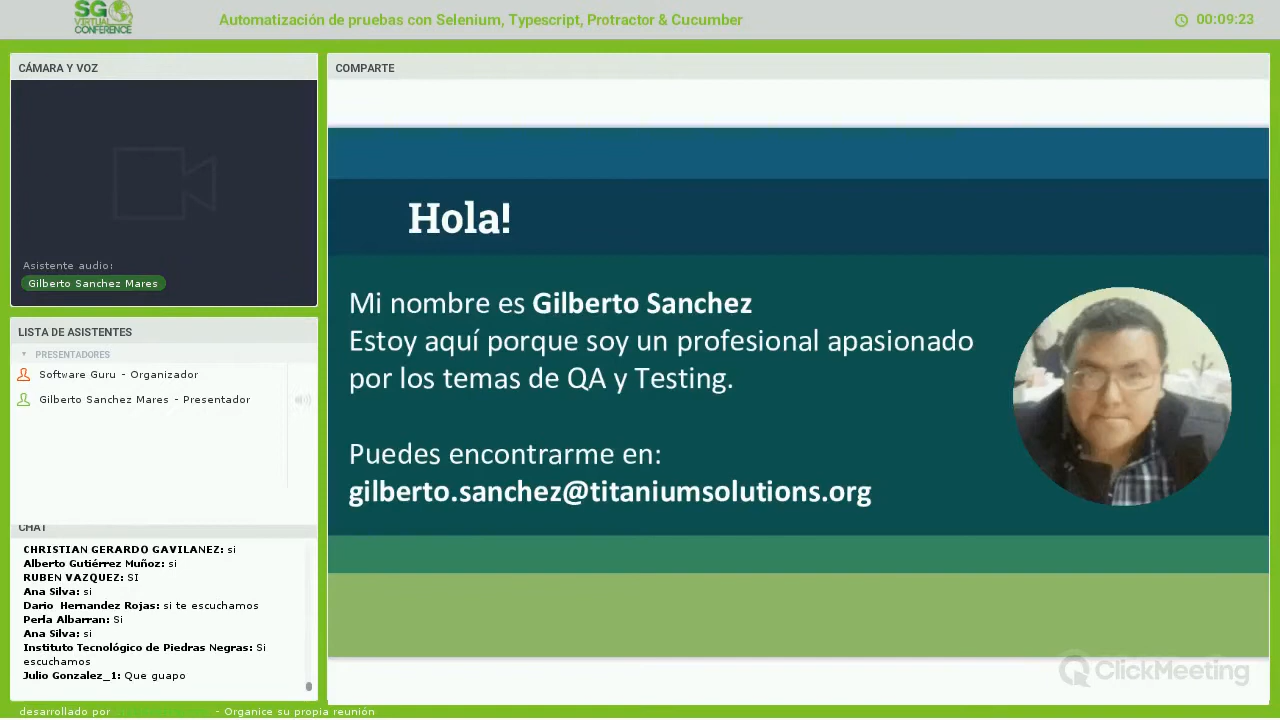 SG
VIRTUAL
CONFERENCE
Automatización de pruebas con Selenium, Typescript, Protractor & Cucumber
00:09:23
CÁMARA Y VOZ
Asistente audio:
Gilberto Sanchez Mares
LISTA DE ASISTENTES
PRESENTADORES
Software Guru - Organizador
Gilberto Sanchez Mares - Presentador
CHAT
CHRISTIAN GERARDO GAVILANEZ: si
Alberto Gutiérrez Muñoz: si
RUBEN VAZQUEZ: SI
Ana Silva: si
Dario Hernandez Rojas: si te escuchamos
Perla Albarran: Si
Ana Silva: si
Instituto Tecnológico de Piedras Negras: Si
escuchamos
Julio Gonzalez_1: Que guapo
COMPARTE
Hola!
Mi nombre es Gilberto Sanchez
Estoy aquí porque soy un profesional apasionado
por los temas de QA y Testing.
Puedes encontrarme en:
gilberto.sanchez@titaniumsolutions.org
ClickMeeting
desarrollado por - Organice su propia reunión